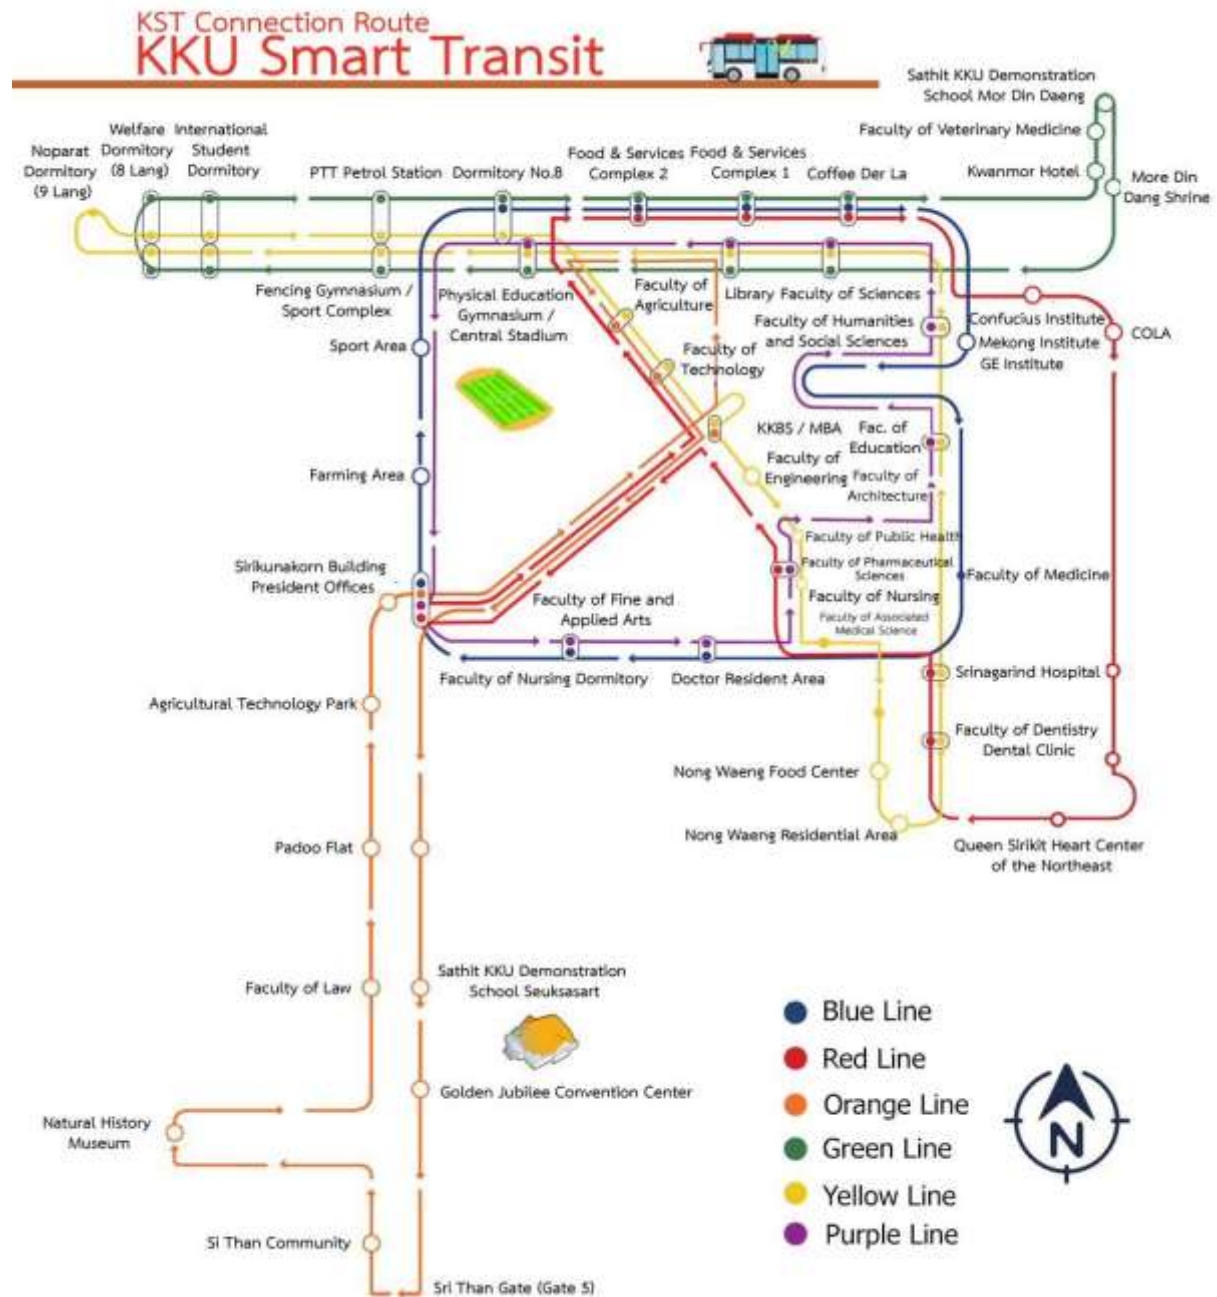 KST Connection Route
KKU Smart Transit
Sathit KKU Demonstration
School Mor Din Daeng
Faculty of Veterinary Medicine
Kwanmor Hotel
More Din
Dang Shrine
Noparat
Dormitory
(9 Lang)
Welfare
Dormitory
(8 Lang)
International
Student
Dormitory
PTT Petrol Station
Dormitory No.8
Food & Services
Complex 2
Food & Services
Complex 1
Coffee Der La
Fencing Gymnasium /
Sport Complex
Physical Education
Gymnasium /
Central Stadium
Faculty of
Agriculture
Library Faculty of Sciences
Faculty of Humanities
and Social Sciences
Confucius Institute
Mekong Institute
GE Institute
COLA
Sport Area
Faculty of
Technology
Farming Area
KKBS / MBA
Fac. of
Education
Faculty of
Engineering
Faculty of
Architecture
Faculty of Public Health
Faculty of Pharmaceutical
Sciences
Faculty of Nursing
Faculty of Associated
Medical Science
Faculty of Medicine
Sirikunakorn Building
President Offices
Faculty of Fine and
Applied Arts
Faculty of Nursing Dormitory
Doctor Resident Area
Srinagarind Hospital
Agricultural Technology Park
Faculty of Dentistry
Dental Clinic
Nong Waeng Food Center
Nong Waeng Residential Area
Queen Sirikit Heart Center
of the Northeast
Padoo Flat
Faculty of Law
Sathit KKU Demonstration
School Seuksasart
Golden Jubilee Convention Center
Natural History
Museum
Si Than Community
Sri Than Gate (Gate 5)
Blue Line
Red Line
Orange Line
Green Line
Yellow Line
Purple Line
N